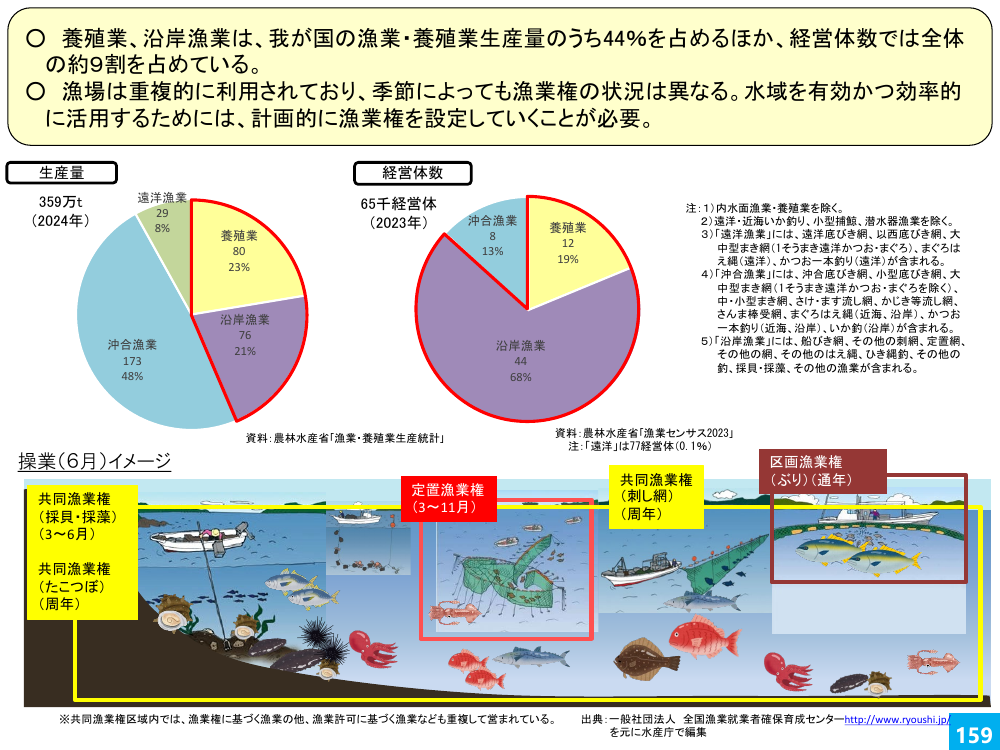 ○ 養殖業、沿岸漁業は、我が国の漁業・養殖業生産量のうち44%を占めるほか、経営体数では全体
の約9割を占めている。
○ 漁場は重複的に利用されており、季節によっても漁業権の状況は異なる。水域を有効かつ効率的
に活用するためには、計画的に漁業権を設定していくことが必要。
生産量
359万t
(2024年)
遠洋漁業
29
8%
養殖業
80
23%
沿岸漁業
76
21%
沖合漁業
173
48%
資料:農林水産省「漁業・養殖業生産統計」
経営体数
65千経営体
(2023年)
沖合漁業
8
13%
養殖業
12
19%
沿岸漁業
44
68%
資料:農林水産省「漁業センサス2023」
注:「遠洋」は77経営体(0.1%)
注:1)内水面漁業・養殖業を除く。
2)遠洋・近海いか釣り、小型捕鯨、潜水器漁業を除く。
3)「遠洋漁業」には、遠洋底びき網、以西底びき網、大
中型まき網(1そうまき遠洋かつお・まぐろ)、まぐろは
え縄(遠洋)、かつお一本釣り(遠洋)が含まれる。
4)「沖合漁業」には、沖合底びき網、小型底びき網、大
中型まき網(1そうまき遠洋かつお・まぐろを除く)、
中・小型まき網、さけ・ます流し網、かじき等流し網、
さんま棒受網、まぐろはえ縄(近海、沿岸)、かつお
一本釣り(近海、沿岸)、いか釣(沿岸)が含まれる。
5)「沿岸漁業」には、船びき網、その他の刺網、定置網、
その他の網、その他のはえ縄、ひき縄釣、その他の
釣、採貝・採藻、その他の漁業が含まれる。
操業(6月)イメージ
共同漁業権
(採貝・採藻)
(3~6月)
共同漁業権
(たこつぼ)
(周年)
定置漁業権
(3~11月)
共同漁業権
(刺し網)
(周年)
区画漁業権
(ぶり)(通年)
※共同漁業権区域内では、漁業権に基づく漁業の他、漁業許可に基づく漁業なども重複して営まれている。
出典:一般社団法人 全国漁業就業者確保育成センターhttp://www.ryoushi.jp/
を元に水産庁で編集
159